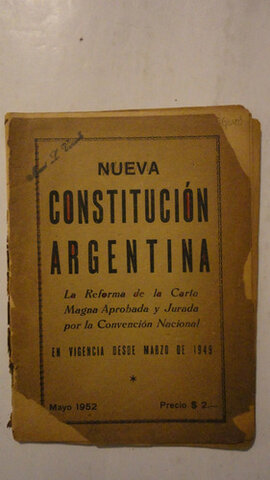 NUEVA
CONSTITUCIÓN
ARGENTINA
La Reforma de la Carta
Magna Aprobada y Jurada
por la Convención Nacional
EN VIGENCIA DESDE MARZO DE 1949
*
Mayo 1952 Precio $ 2.—